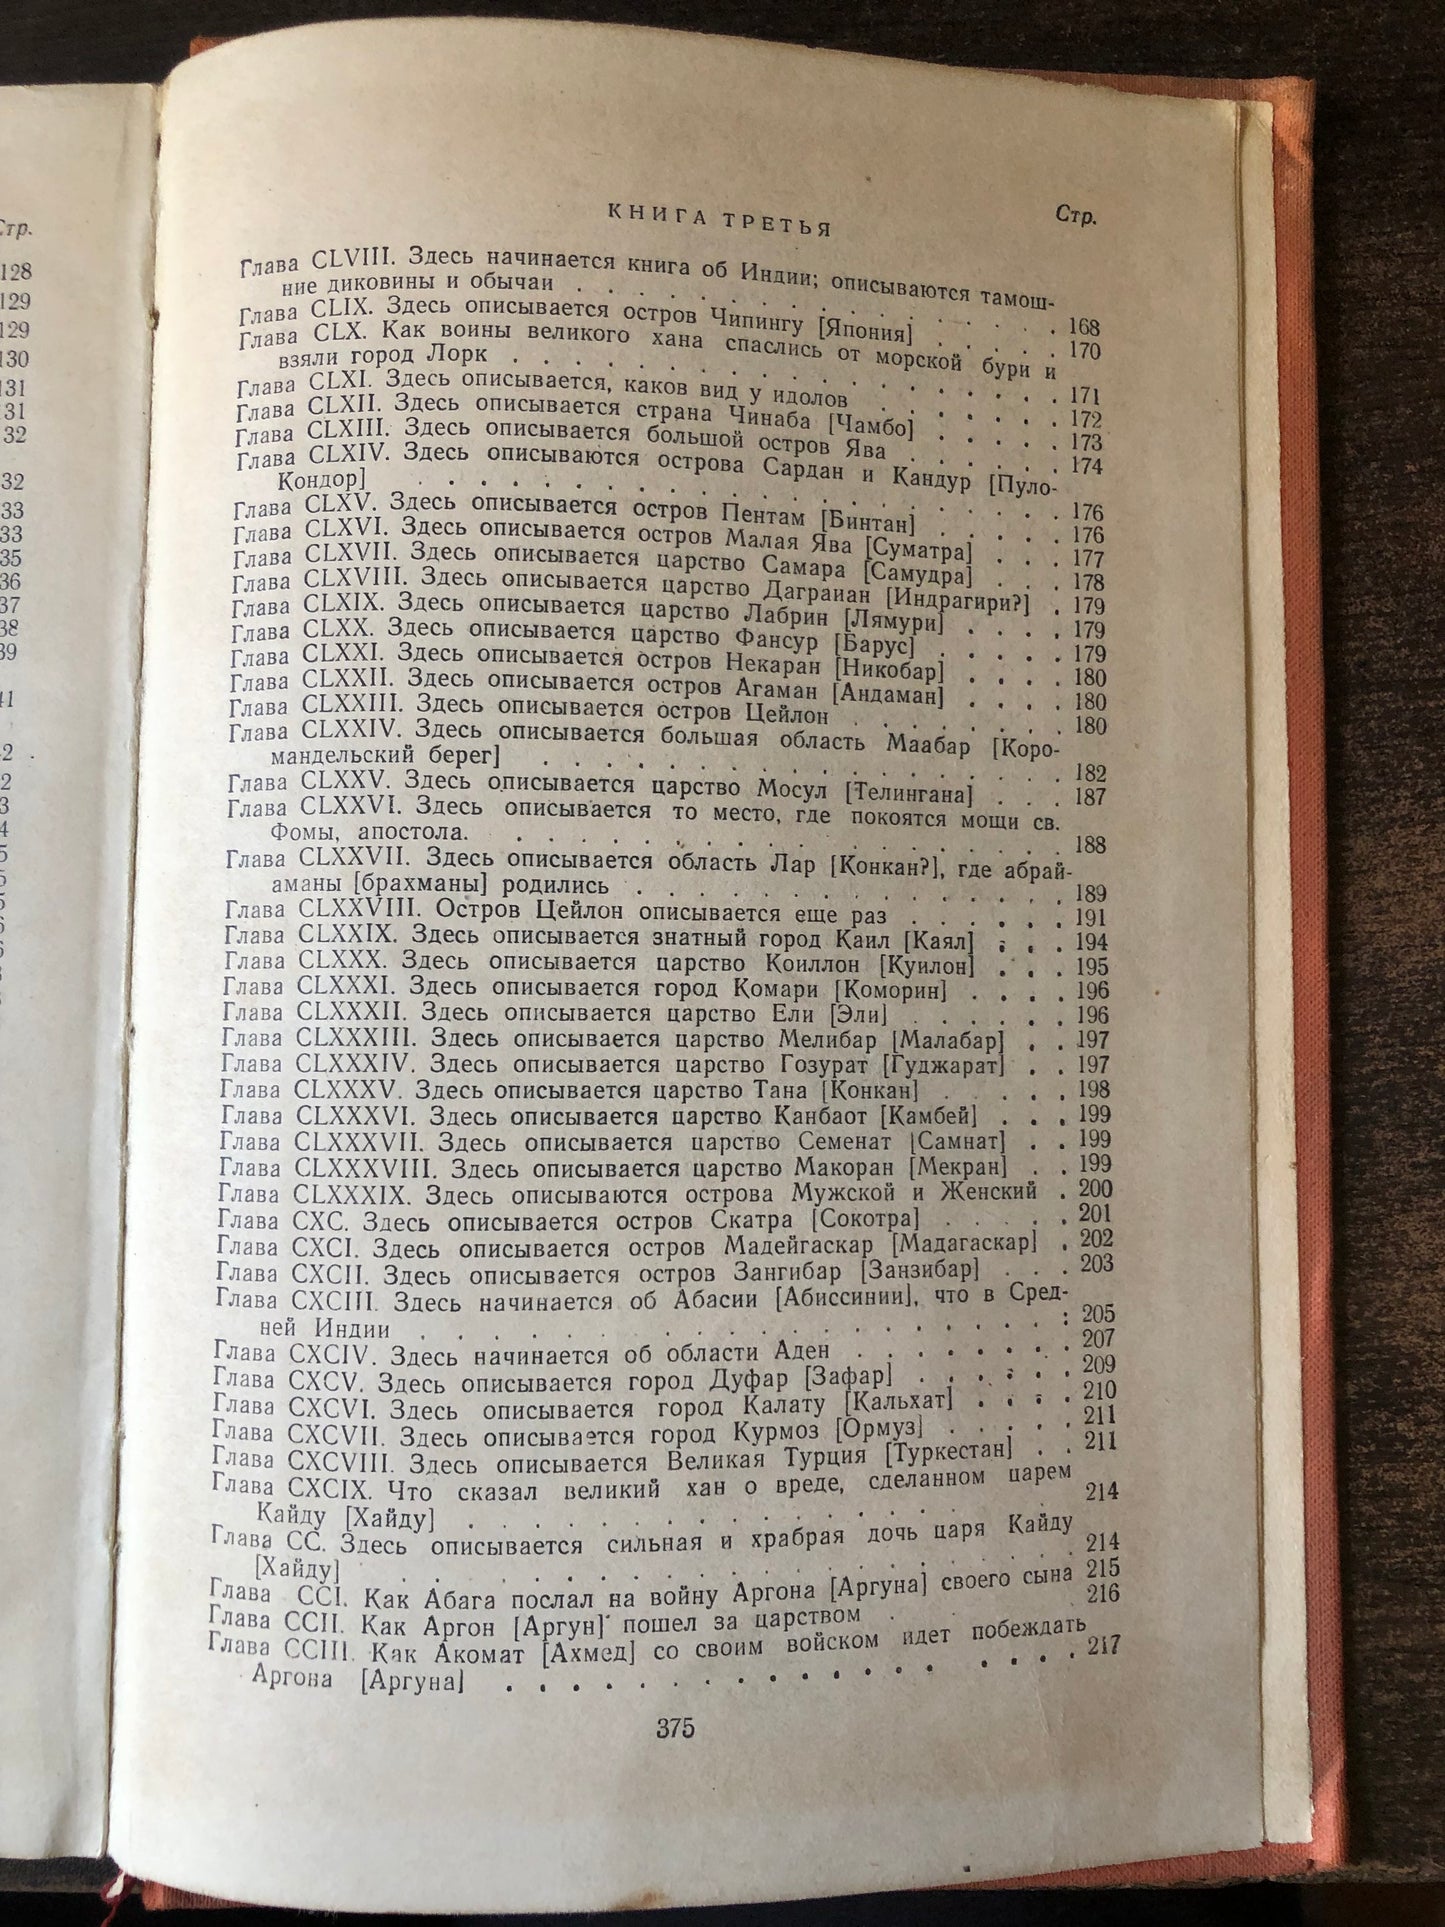 Стр.
128
129
129
130
131
131
132
132
133
133
135
136
137
138
139
КНИГА ТРЕТЬЯ Стр.
Глава CLVIII. Здесь начинается книга об Индии; описываются тамош-
ние диковины и обычаи . . . . . . . . . . . 168
Глава CLIX. Здесь описывается остров Чипингу [Япония] . . . . . 170
Глава CLX. Как воины великого хана спаслись от морской бури и
взяли город Лорк . . . . . . . . . . . . . 171
Глава CLXI. Здесь описывается, каков вид у идолов . . . . . . 172
Глава CLXII. Здесь описывается страна Чинаба [Чамбо] . . . . . 173
Глава CLXIII. Здесь описывается большой остров Ява . . . . . . 174
Глава CLXIV. Здесь описываются острова Сардан и Кандур [Пуло-
Кондор] . . . . . . . . . . . . . . . 176
Глава CLXV. Здесь описывается остров Пентам [Бинтан] . . . . . 176
Глава CLXVI. Здесь описывается остров Малая Ява [Суматра] . . . 177
Глава CLXVII. Здесь описывается царство Самара [Самудра] . . . 178
Глава CLXVIII. Здесь описывается царство Даграиан [Индрагири?] . 179
Глава CLXIX. Здесь описывается царство Лабрин [Лямури] . . . . 179
Глава CLXX. Здесь описывается царство Фансур [Барус] . . . . . 179
Глава CLXXI. Здесь описывается остров Некаран [Никобар] . . . . 180
Глава CLXXII. Здесь описывается остров Агаман [Андаман] . . . . 180
Глава CLXXIII. Здесь описывается остров Цейлон . . . . . . . . 180
Глава CLXXIV. Здесь описывается большая область Маабар [Коро-
мандельский берег] . . . . . . . . . . . . . 182
Глава CLXXV. Здесь описывается царство Мосул [Телингана] . . . 187
Глава CLXXVI. Здесь описывается то место, где покоятся мощи св.
Фомы, апостола. . . . . . . . . . . . . . . 188
Глава CLXXVII. Здесь описывается область Лар [Конкан?], где абрай-
аманы [брахманы] родились . . . . . . . . . . . 189
Глава CLXXVIII. Остров Цейлон описывается еще раз . . . . . . 191
Глава CLXXIX. Здесь описывается знатный город Каил [Каял] . . . 194
Глава CLXXX. Здесь описывается царство Коиллон [Куилон] . . . 195
Глава CLXXXI. Здесь описывается город Комари [Коморин] . . . . 196
Глава CLXXXII. Здесь описывается царство Ели [Эли] . . . . . . 196
Глава CLXXXIII. Здесь описывается царство Мелибар [Малабар] . . 197
Глава CLXXXIV. Здесь описывается царство Гозурат [Гуджарат] . . 197
Глава CLXXXV. Здесь описывается царство Тана [Конкан] . . . . . 198
Глава CLXXXVI. Здесь описывается царство Канбаот [Камбей] . . . 199
Глава CLXXXVII. Здесь описывается царство Семенат [Самнат] . . 199
Глава CLXXXVIII. Здесь описывается царство Макоран [Мекран] . . 199
Глава CLXXXIX. Здесь описываются острова Мужской и Женский . 200
Глава CXC. Здесь описывается остров Скатра [Сокотра] . . . . . 201
Глава CXCI. Здесь описывается остров Мадейгаскар [Мадагаскар] . 202
Глава CXCII. Здесь описывается остров Зангибар [Занзибар] . . . 203
Глава CXCIII. Здесь начинается об Абасии [Абиссинии], что в Сред-
ней Индии . . . . . . . . . . . . . . . . 205
Глава CXCIV. Здесь начинается об области Аден . . . . . . . . 207
Глава CXCV. Здесь описывается город Дуфар [Зафар] . . . . . . 209
Глава CXCVI. Здесь описывается город Калату [Кальхат] . . . . 210
Глава CXCVII. Здесь описывается город Курмоз [Ормуз] . . . . . 211
Глава CXCVIII. Здесь описывается Великая Турция [Туркестан] . . 211
Глава CXCIX. Что сказал великий хан о вреде, сделанном царем
Кайду [Хайду] . . . . . . . . . . . . . . . 214
Глава CC. Здесь описывается сильная и храбрая дочь царя Кайду
[Хайду] . . . . . . . . . . . . . . . . 214
Глава CCI. Как Абага послал на войну Аргона [Аргуна] своего сына 215
Глава CCII. Как Аргон [Аргун] пошел за царством . . . . . 216
Глава CCIII. Как Акомат [Ахмед] со своим войском идет побеждать
Аргона [Аргуна] . . . . . . . . . . . . . . 217
375